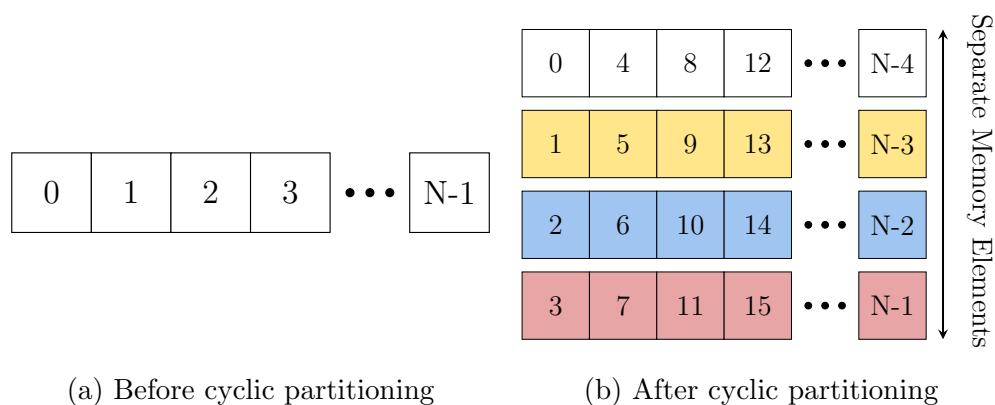 0 1 2 3 ••• N-1
(a) Before cyclic partitioning
0 4 8 12 ••• N-4
1 5 9 13 ••• N-3
2 6 10 14 ••• N-2
3 7 11 15 ••• N-1
Separate Memory Elements
(b) After cyclic partitioning